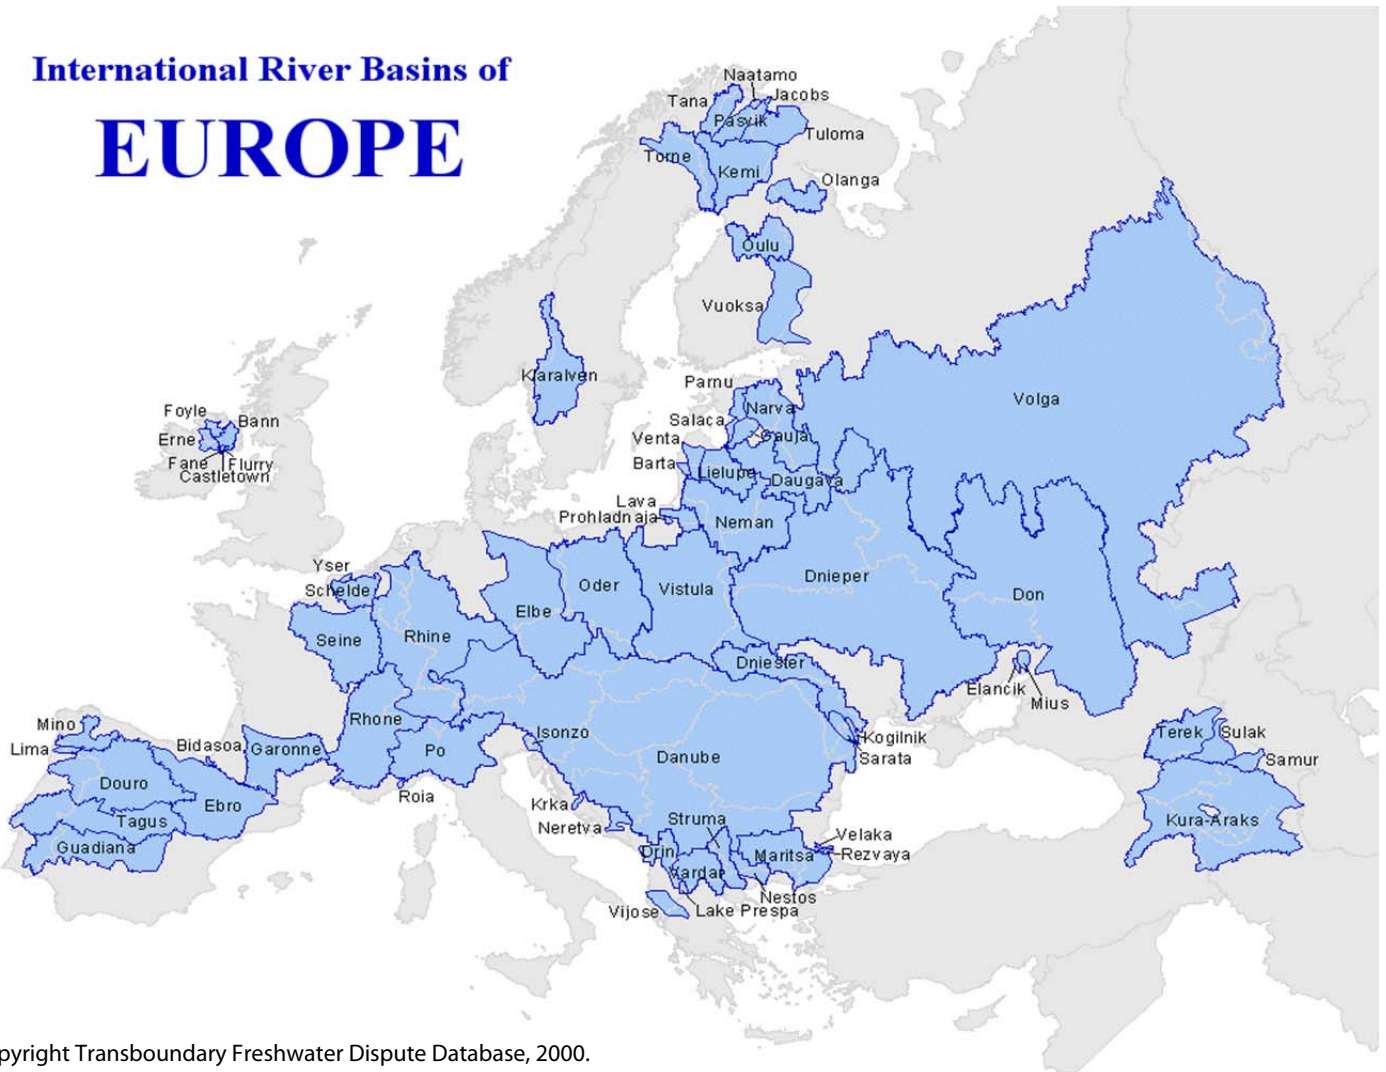 International River Basins of
EUROPE
Naatamo
Jacobs
Tana
Pasvik
Tuloma
Torne
Kemi
Olanga
Oulu
Vuoksa
Klaralven
Volga
Parnu
Narva
Salaca
Gauja
Venta
Barta
Lielupe
Daugava
Foyle
Bann
Erne
Fane
Flurry
Castletown
Lava
Prohladnaja
Neman
Yser
Schelde
Oder
Vistula
Dnieper
Don
Elbe
Seine
Rhine
Dniester
Elancik
Mius
Mino
Lima
Bidasoa
Garonne
Rhone
Po
Isonzo
Danube
Kogilnik
Sarata
Terek
Sulak
Samur
Douro
Ebro
Tagus
Guadiana
Roia
Krka
Neretva
Struma
Kura-Araks
Velaka
Rezvaya
Drin
Vardar
Maritsa
Nestos
Vijose
Lake Prespa
pyright Transboundary Freshwater Dispute Database, 2000.